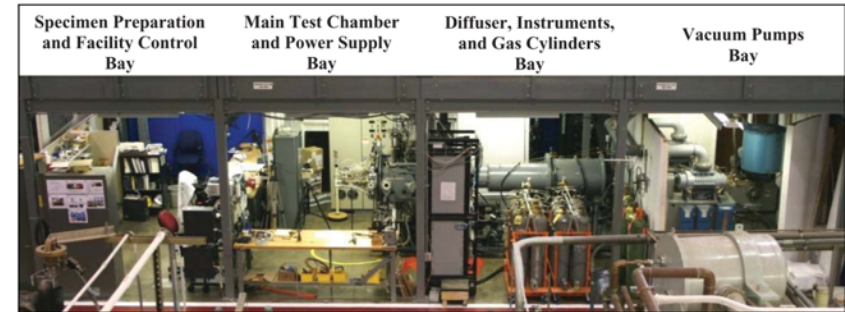 Specimen Preparation
and Facility Control
Bay
Main Test Chamber
and Power Supply
Bay
Diffuser, Instruments,
and Gas Cylinders
Bay
Vacuum Pumps
Bay